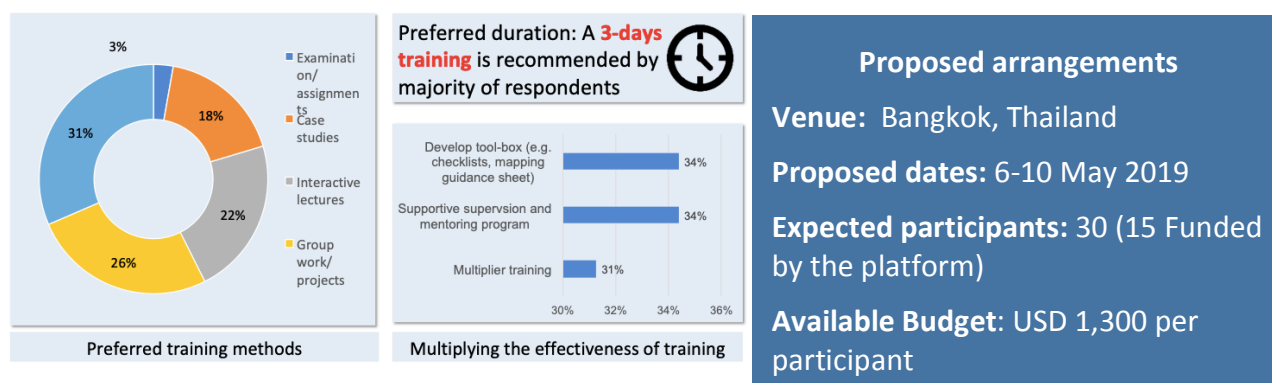 3%
18%
22%
26%
31%
Examinati
on/
assignmen
ts
Case
studies
Interactive
lectures
Group
work/
projects
Preferred training methods
Preferred duration: A 3-days
training is recommended by
majority of respondents
Develop tool-box (e.g.
checklists, mapping
guidance sheet)
34%
Supportive supervsion and
mentoring program
34%
Multiplier training
31%
30% 32% 34% 36%
Multiplying the effectiveness of training
Proposed arrangements
Venue: Bangkok, Thailand
Proposed dates: 6-10 May 2019
Expected participants: 30 (15 Funded
by the platform)
Available Budget: USD 1,300 per
participant